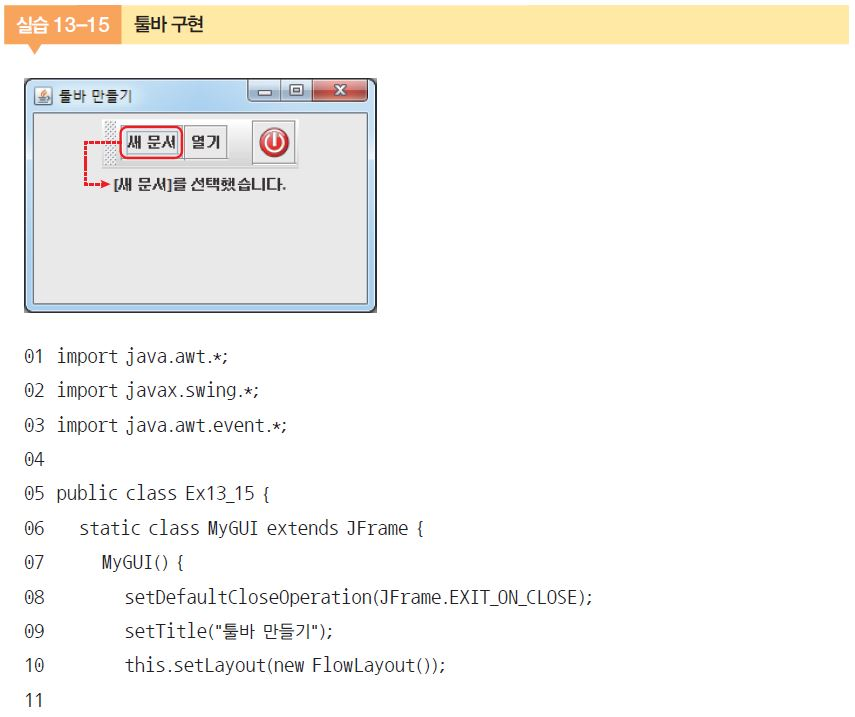 실습 13-15 툴바 구현
툴바 만들기
새 문서 열기
[새 문서]를 선택했습니다.
01 import java.awt.*;
02 import javax.swing.*;
03 import java.awt.event.*;
04
05 public class Ex13_15 {
06 static class MyGUI extends JFrame {
07 MyGUI() {
08 setDefaultCloseOperation(JFrame.EXIT_ON_CLOSE);
09 setTitle("툴바 만들기");
10 this.setLayout(new FlowLayout());
11